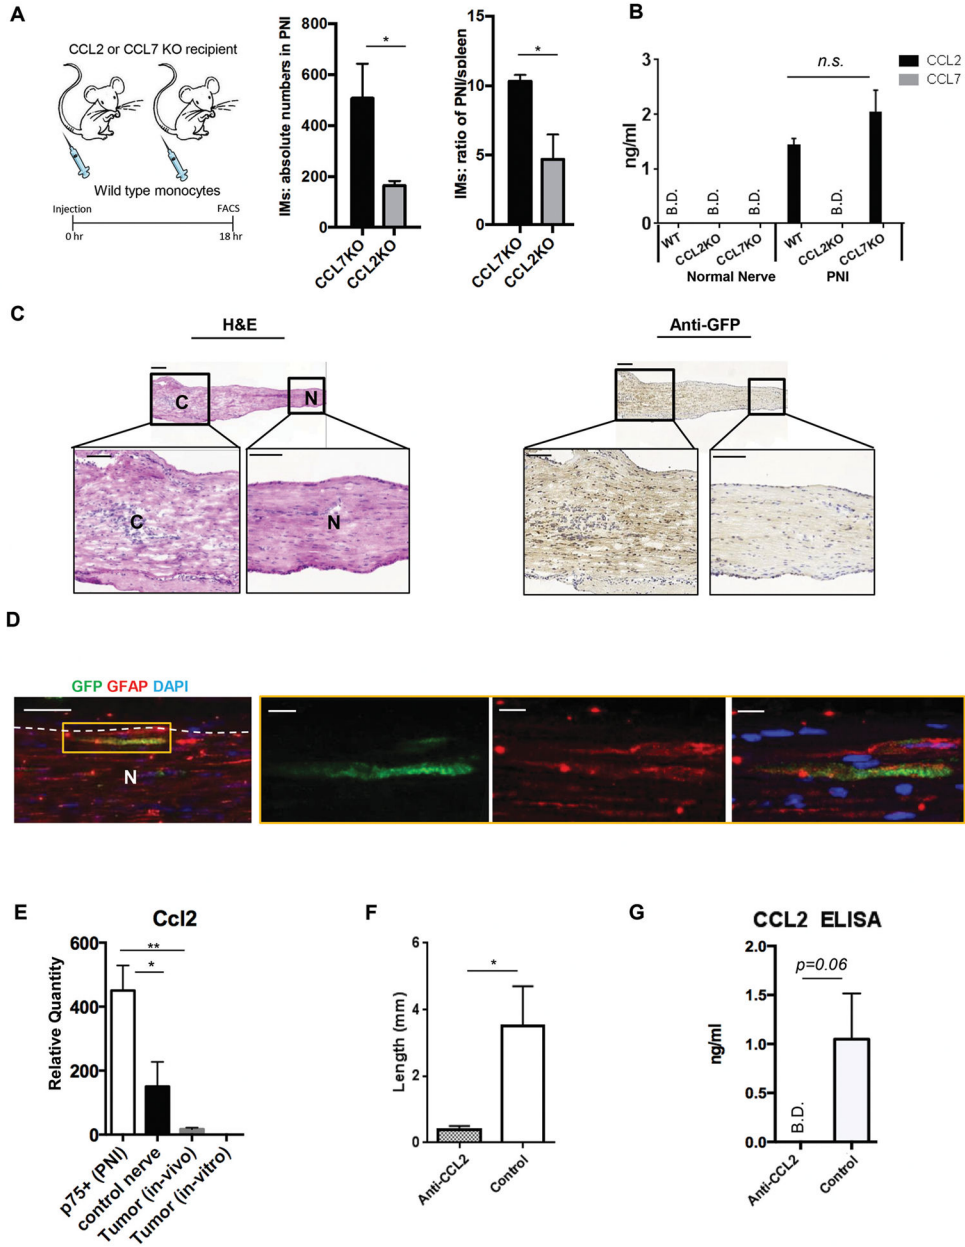 A
CCL2 or CCL7 KO recipient
Wild type monocytes
Injection
FACS
0 hr
18 hr
IMs: absolute numbers in PNI
800
600
400
200
0
*
CCL7KO
CCL2KO
IMs: ratio of PNI/spleen
15
10
5
0
*
CCL7KO
CCL2KO
B
CCL2
CCL7
n.s.
ng/ml
3
2
1
0
B.D.
B.D.
B.D.
B.D.
WT
CCL2KO
CCL7KO
WT
CCL2KO
CCL7KO
Normal Nerve
PNI
C
H&E
Anti-GFP
C
N
C
N
D
GFP GFAP DAPI
N
E
Ccl2
Relative Quantity
600
400
200
0
**
*
p75+ (PNI)
control nerve
Tumor (in-vivo)
Tumor (in-vitro)
F
Length (mm)
6
4
2
0
*
Anti-CCL2
Control
G
CCL2 ELISA
p=0.06
ng/ml
2.0
1.5
1.0
0.5
0.0
B.D.
Anti-CCL2
Control